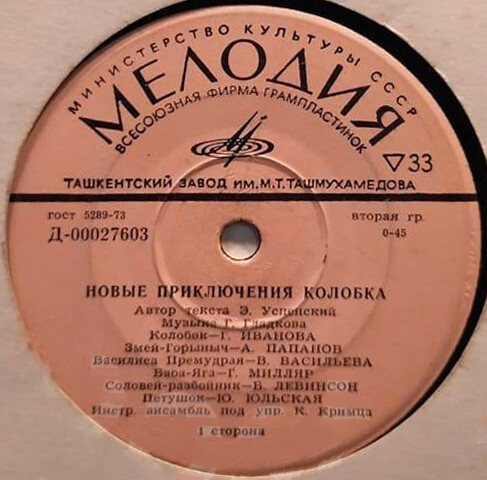 МИНИСТЕРСТВО КУЛЬТУРЫ СССР
МЕЛОДИЯ
ВСЕСОЮЗНАЯ ФИРМА ГРАМПЛАСТИНОК
▽33
ТАШКЕНТСКИЙ ЗАВОД ИМ. М.Т. ТАШМУХАМЕДОВА
гост 5289-73
вторая гр.
Д-00027603
0-45
НОВЫЕ ПРИКЛЮЧЕНИЯ КОЛОБКА
Автор текста Э. Успенский
Музыка Г. Гладкова
Колобок—Г. ИВАНОВА
Змей-Горыныч—А. ПАПАНОВ
Василиса Премудрая—В. ВАСИЛЬЕВА
Баба-Яга—Г. МИЛЛЯР
Соловей-разбойник—В. ЛЕВИНСОН
Петушок—Ю. ЮЛЬСКАЯ
Инстр. ансамбль под упр. К. Кримца
1 сторона